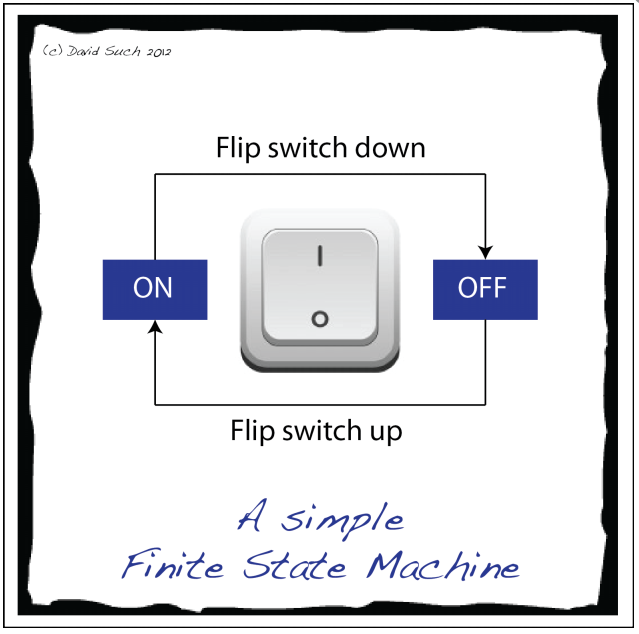 (c) David Such 2012
Flip switch down
ON
OFF
Flip switch up
A simple
Finite State Machine